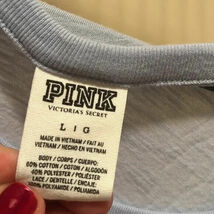 PINK
VICTORIA'S SECRET
L | G
MADE IN VIETNAM / FAIT AU
VIETNAM / HECHO EN VIETNAM
BODY / CORPS / CUERPO:
60% COTTON / COTON / ALGODÓN
40% POLYESTER / POLIÉSTER
LACE / DENTELLE / ENCAJE:
100% POLYAMIDE / POLIAMIDA